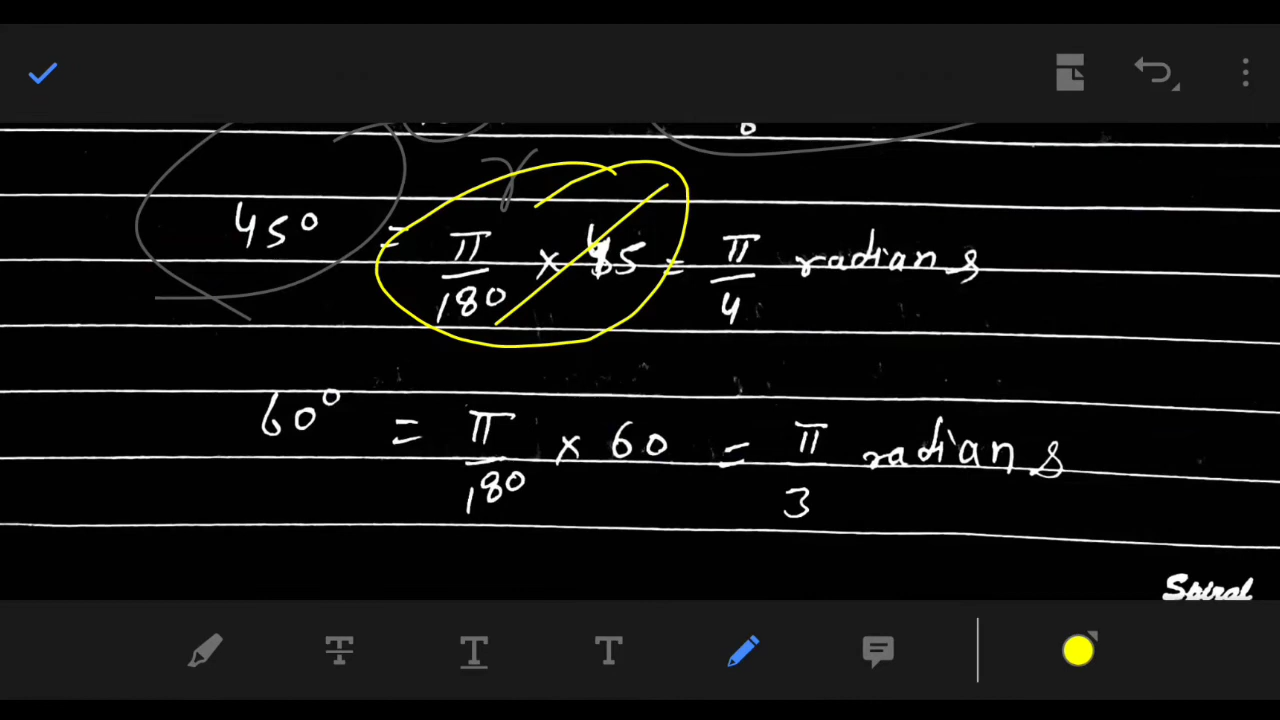 45° = π/180 × 45 = π/4 radians
60° = π/180 × 60 = π/3 radians
Spiral
T T T